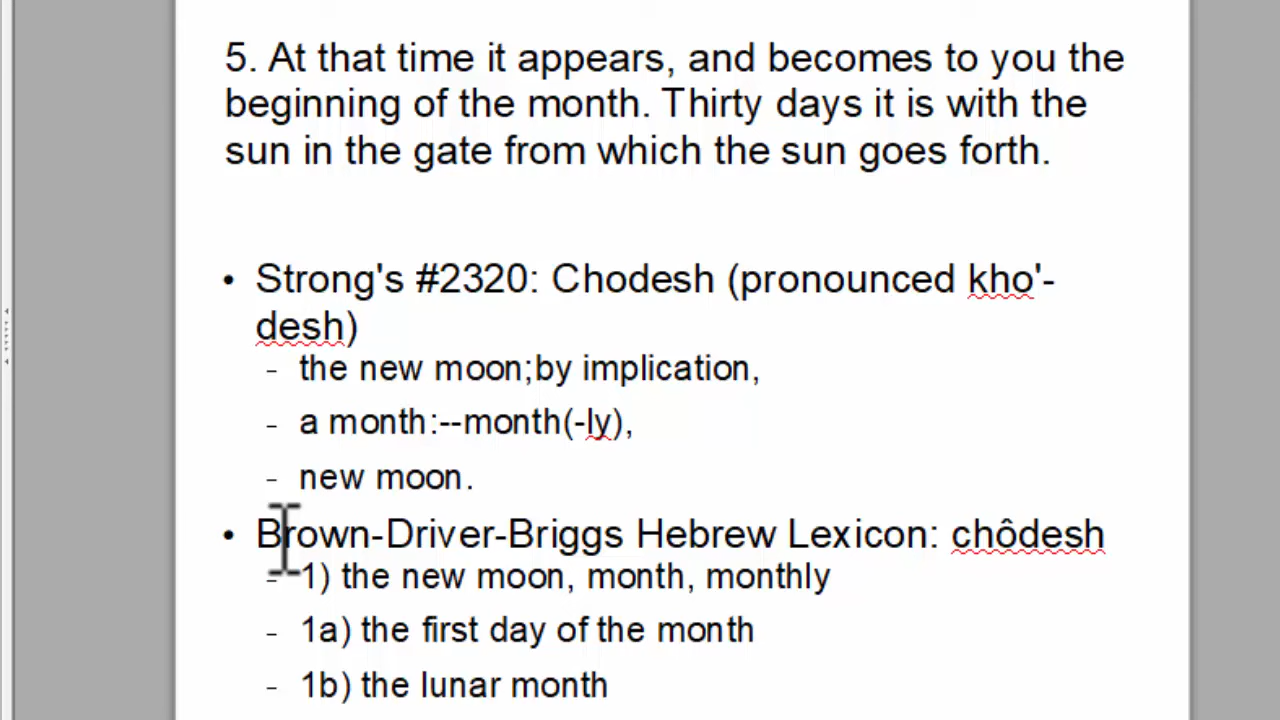 5. At that time it appears, and becomes to you the
beginning of the month. Thirty days it is with the
sun in the gate from which the sun goes forth.
• Strong's #2320: Chodesh (pronounced kho'-
desh)
- the new moon;by implication,
- a month:--month(-ly),
- new moon.
• Brown-Driver-Briggs Hebrew Lexicon: chôdesh
- 1) the new moon, month, monthly
- 1a) the first day of the month
- 1b) the lunar month